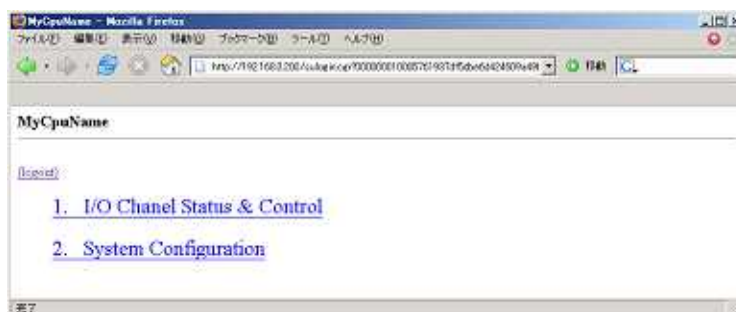 MyCpuName - Mozilla Firefox
ファイル(F) 編集(E) 表示(V) 移動(G) ブックマーク(B) ツール(T) ヘルプ(H)
移動
MyCpuName
(logout)
1. I/O Chanel Status & Control
2. System Configuration
完了